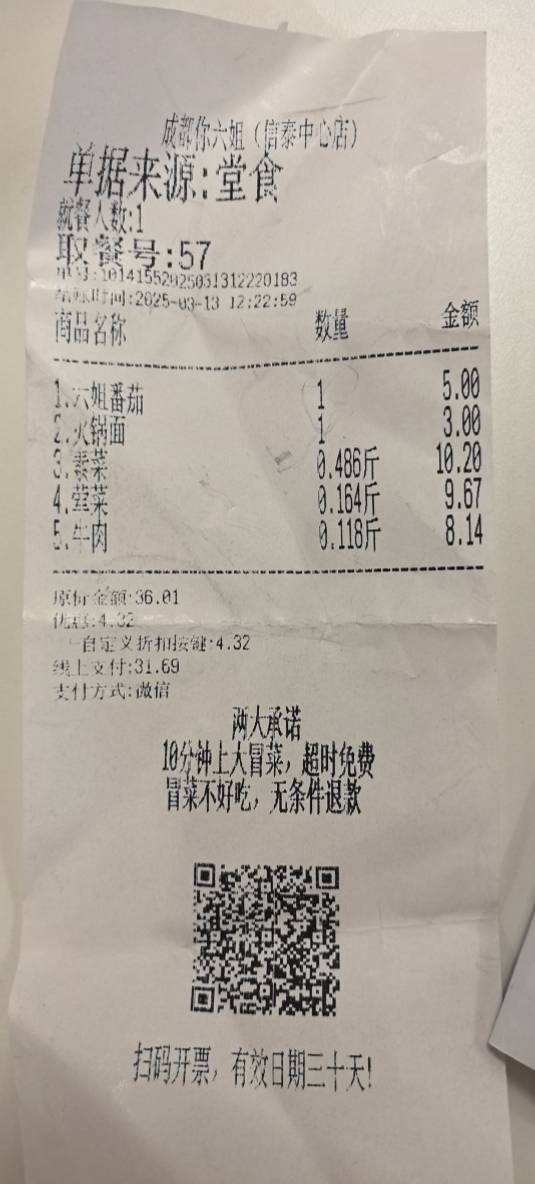 成都你六姐（信泰中心店）
单据来源:堂食
就餐人数:1
取餐号:57
单号:10141552025031312220183
结账时间:2025-03-13 12:22:59
商品名称 数量 金额
1.六姐番茄 1 5.00
2.火锅面 1 3.00
3.素菜 0.486斤 10.20
4.荤菜 0.164斤 9.67
5.牛肉 0.118斤 8.14
原价金额:36.01
优惠:4.32
-自定义折扣按键:4.32
线上支付:31.69
支付方式:微信
两大承诺
10分钟上大冒菜，超时免费
冒菜不好吃，无条件退款
扫码开票，有效日期三十天!